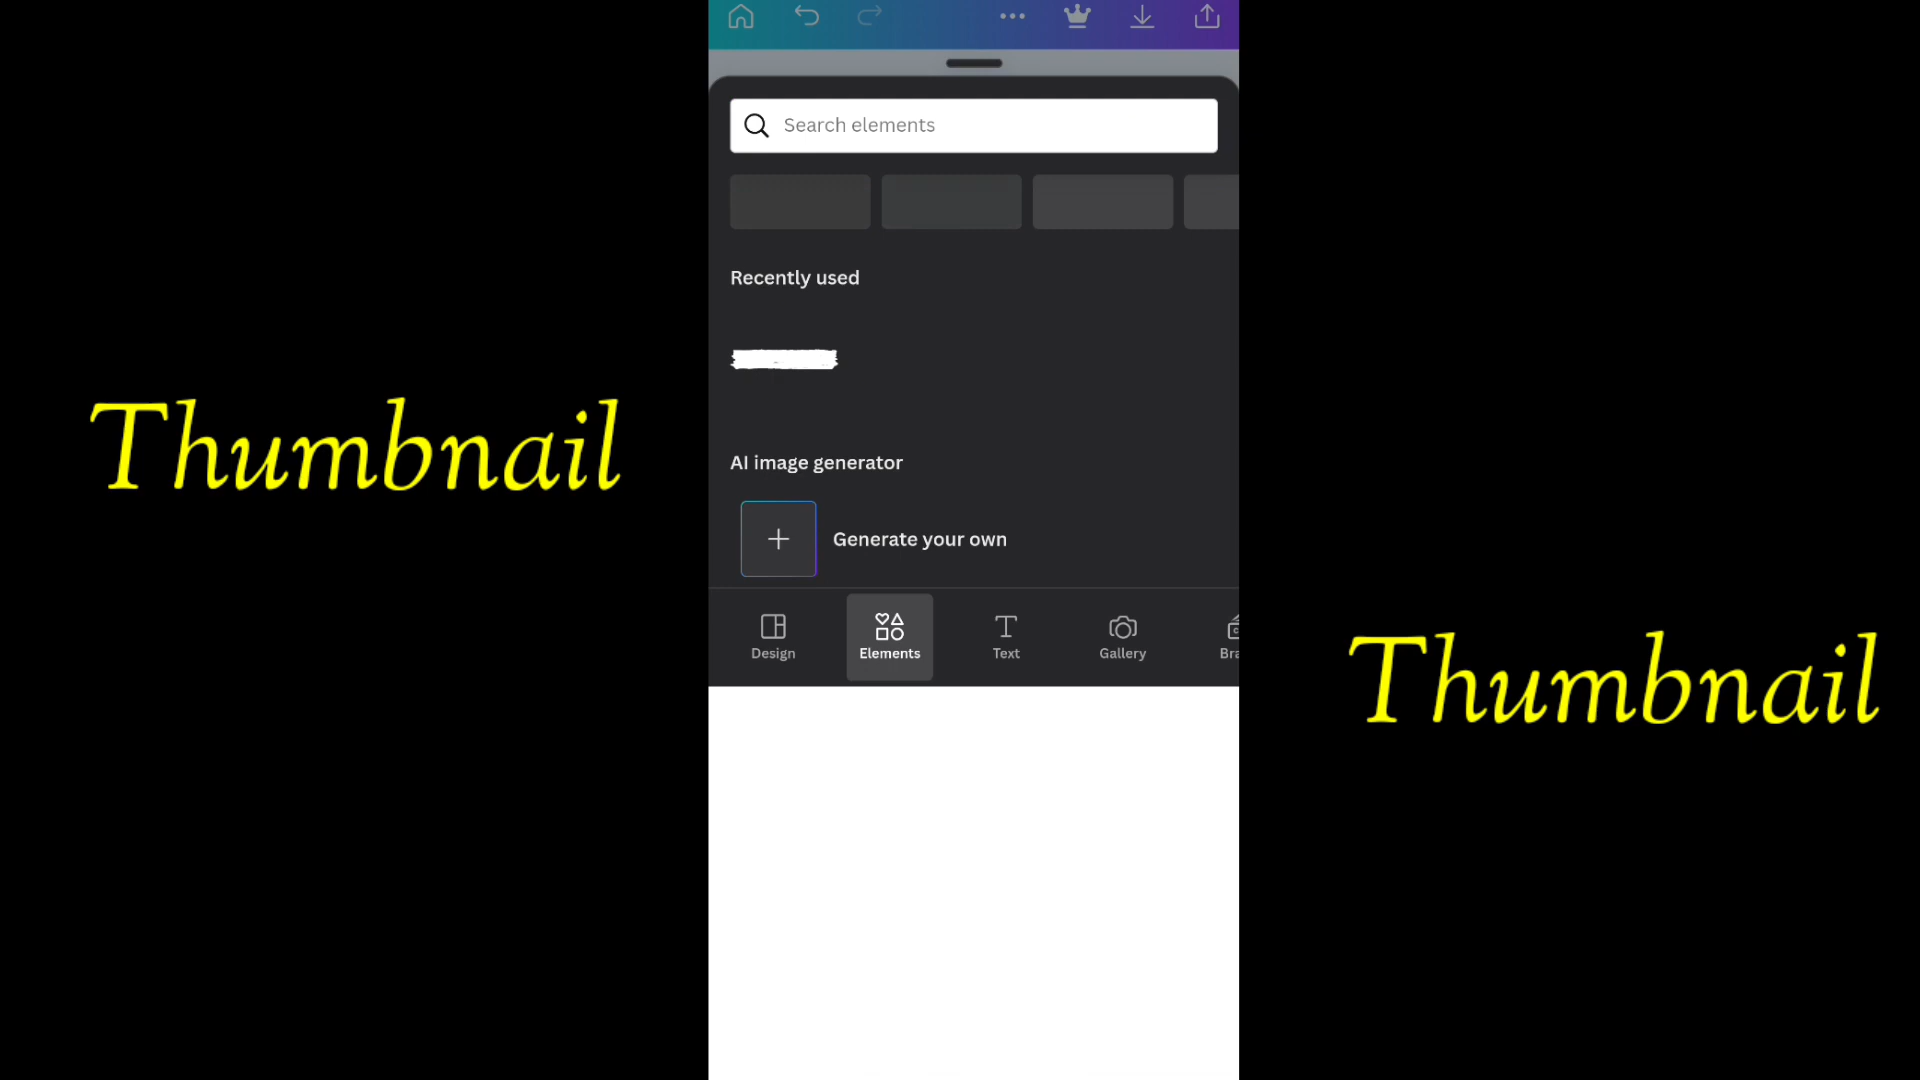 Search elements
Recently used
Thumbnail
AI image generator
Generate your own
Design
Elements
Text
Gallery
Bra
Thumbnail